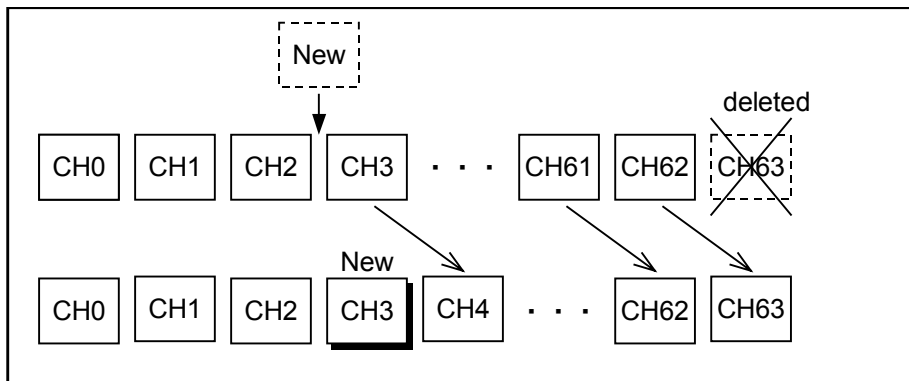 New
deleted
CH0 CH1 CH2 CH3 · · · CH61 CH62 CH63
New
CH0 CH1 CH2 CH3 CH4 · · · CH62 CH63